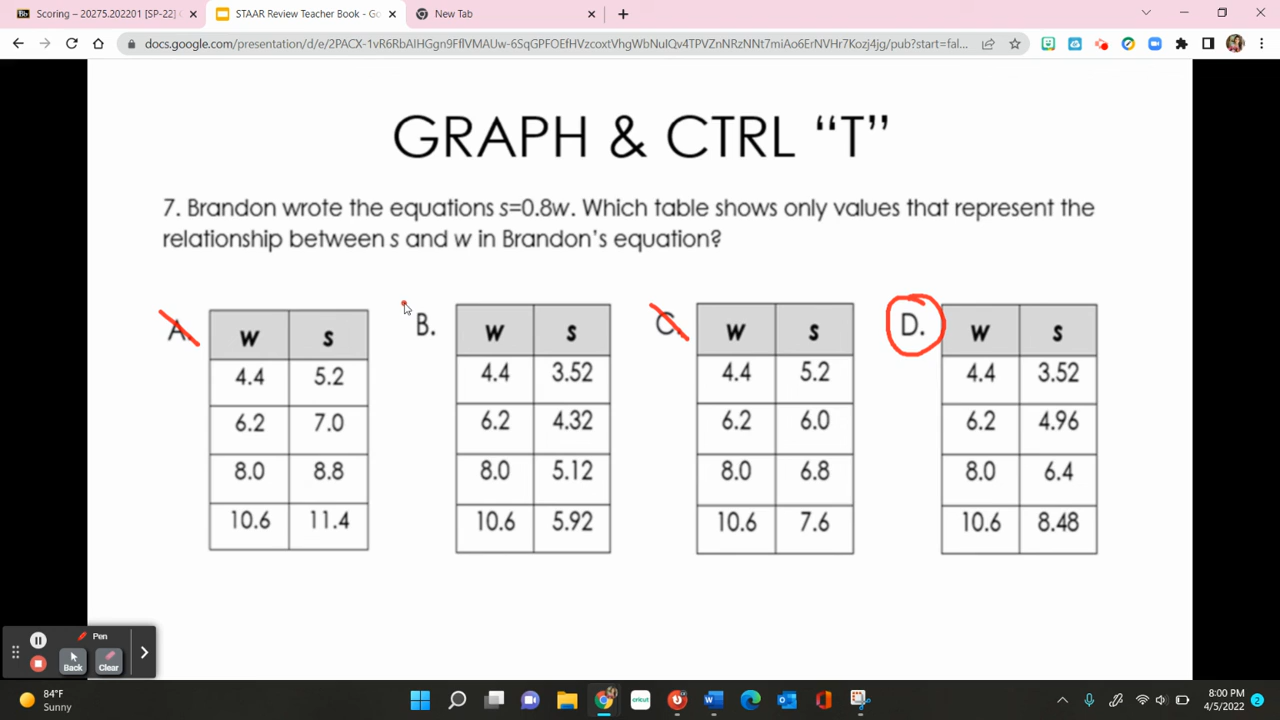 Scoring – 20275.202201 [SP-22]
STAAR Review Teacher Book - Go
New Tab
docs.google.com/presentation/d/e/2PACX-
GRAPH & CTRL “T”
7. Brandon wrote the equations s=0.8w. Which table shows only values that represent the
relationship between s and w in Brandon’s equation?
A.
w s
4.4 5.2
6.2 7.0
8.0 8.8
10.6 11.4
B.
w s
4.4 3.52
6.2 4.32
8.0 5.12
10.6 5.92
C.
w s
4.4 5.2
6.2 6.0
8.0 6.8
10.6 7.6
D.
w s
4.4 3.52
6.2 4.96
8.0 6.4
10.6 8.48
Pen
Back Clear
84°F
Sunny
cricut
8:00 PM
4/5/2022
2